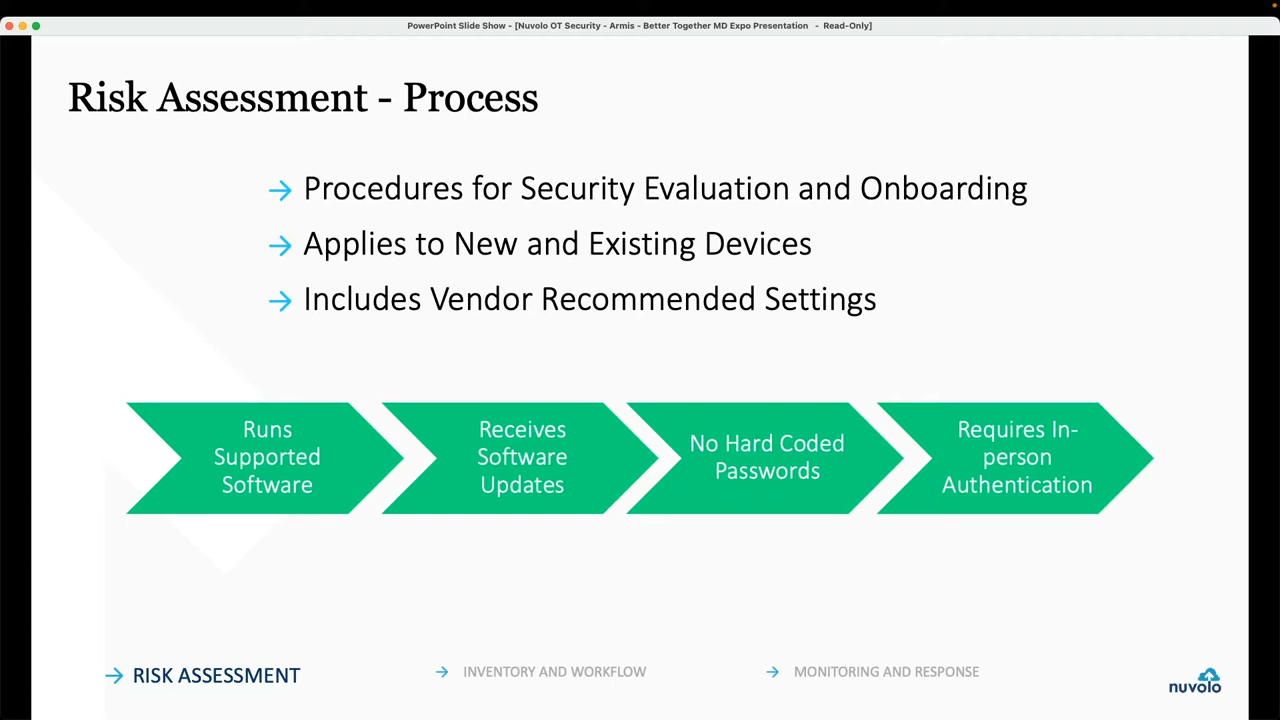 PowerPoint Slide Show - [Nuvolo OT Security - Armis - Better Together MD Expo Presentation - Read-Only]
Risk Assessment - Process
Procedures for Security Evaluation and Onboarding
Applies to New and Existing Devices
Includes Vendor Recommended Settings
Runs
Supported
Software
Receives
Software
Updates
No Hard Coded
Passwords
Requires In-
person
Authentication
RISK ASSESSMENT
INVENTORY AND WORKFLOW
MONITORING AND RESPONSE
nuvolo